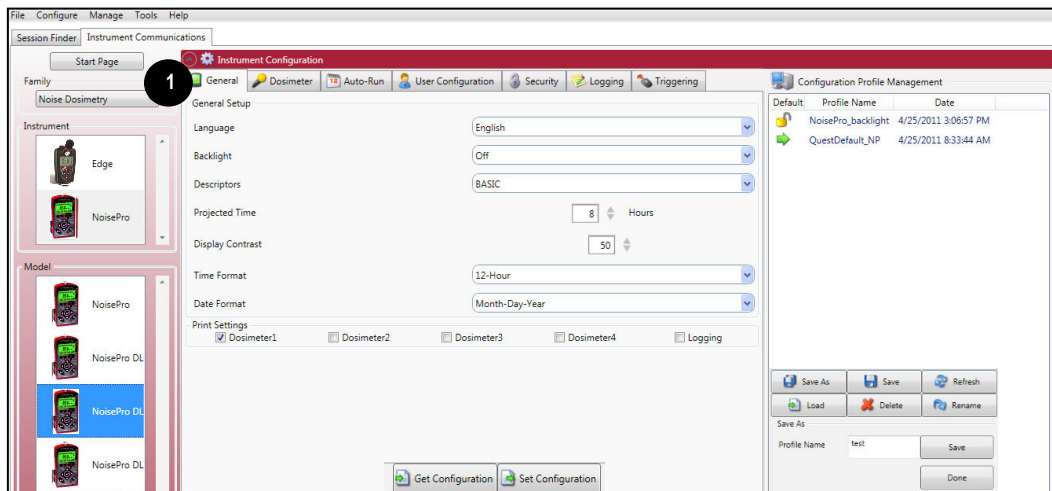 File Configure Manage Tools Help
Session Finder Instrument Communications
Start Page
Family
Noise Dosimetry
Instrument
Edge
NoisePro
Model
NoisePro
NoisePro DL
NoisePro DL
NoisePro DL
1
Instrument Configuration
General Dosimeter Auto-Run User Configuration Security Logging Triggering
General Setup
Language English
Backlight Off
Descriptors BASIC
Projected Time 8 Hours
Display Contrast 50
Time Format 12-Hour
Date Format Month-Day-Year
Print Settings
Dosimeter1 Dosimeter2 Dosimeter3 Dosimeter4 Logging
Get Configuration Set Configuration
Configuration Profile Management
Default Profile Name Date
NoisePro_backlight 4/25/2011 3:06:57 PM
QuestDefault_NP 4/25/2011 8:33:44 AM
Save As Save Refresh
Load Delete Rename
Save As
Profile Name test Save
Done